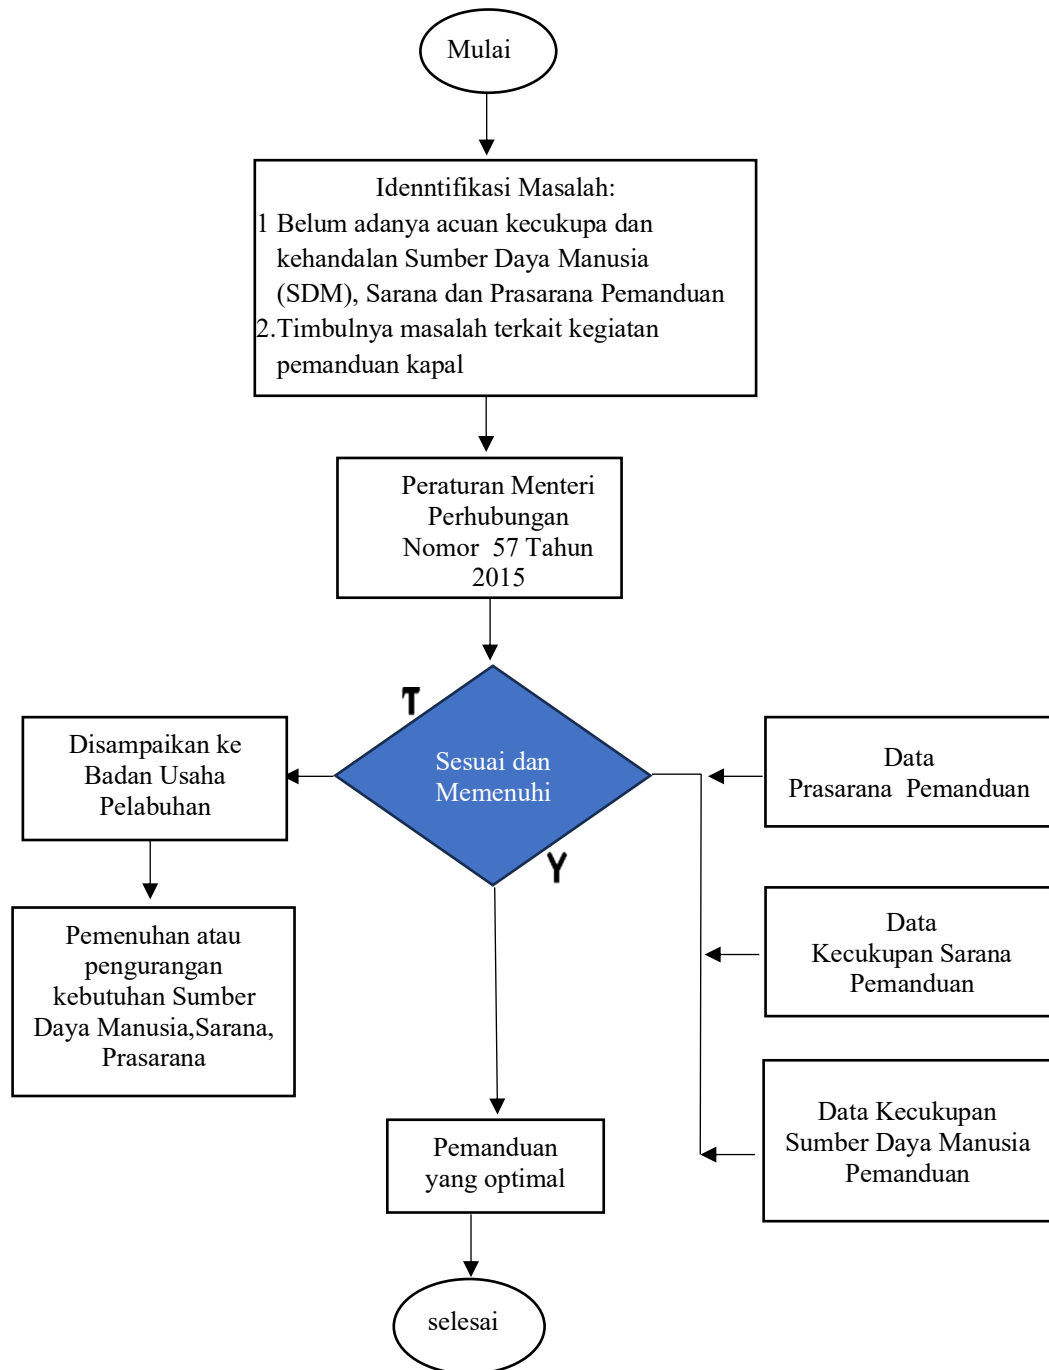 Mulai
Idenntifikasi Masalah:
1 Belum adanya acuan kecukupa dan
kehandalan Sumber Daya Manusia
(SDM), Sarana dan Prasarana Pemanduan
2.Timbulnya masalah terkait kegiatan
pemanduan kapal
Peraturan Menteri
Perhubungan
Nomor  57 Tahun
2015
T
Sesuai dan
Memenuhi
Y
Disampaikan ke
Badan Usaha
Pelabuhan
Pemenuhan atau
pengurangan
kebutuhan Sumber
Daya Manusia,Sarana,
Prasarana
Data
Prasarana  Pemanduan
Data
Kecukupan Sarana
Pemanduan
Data Kecukupan
Sumber Daya Manusia
Pemanduan
Pemanduan
yang optimal
selesai